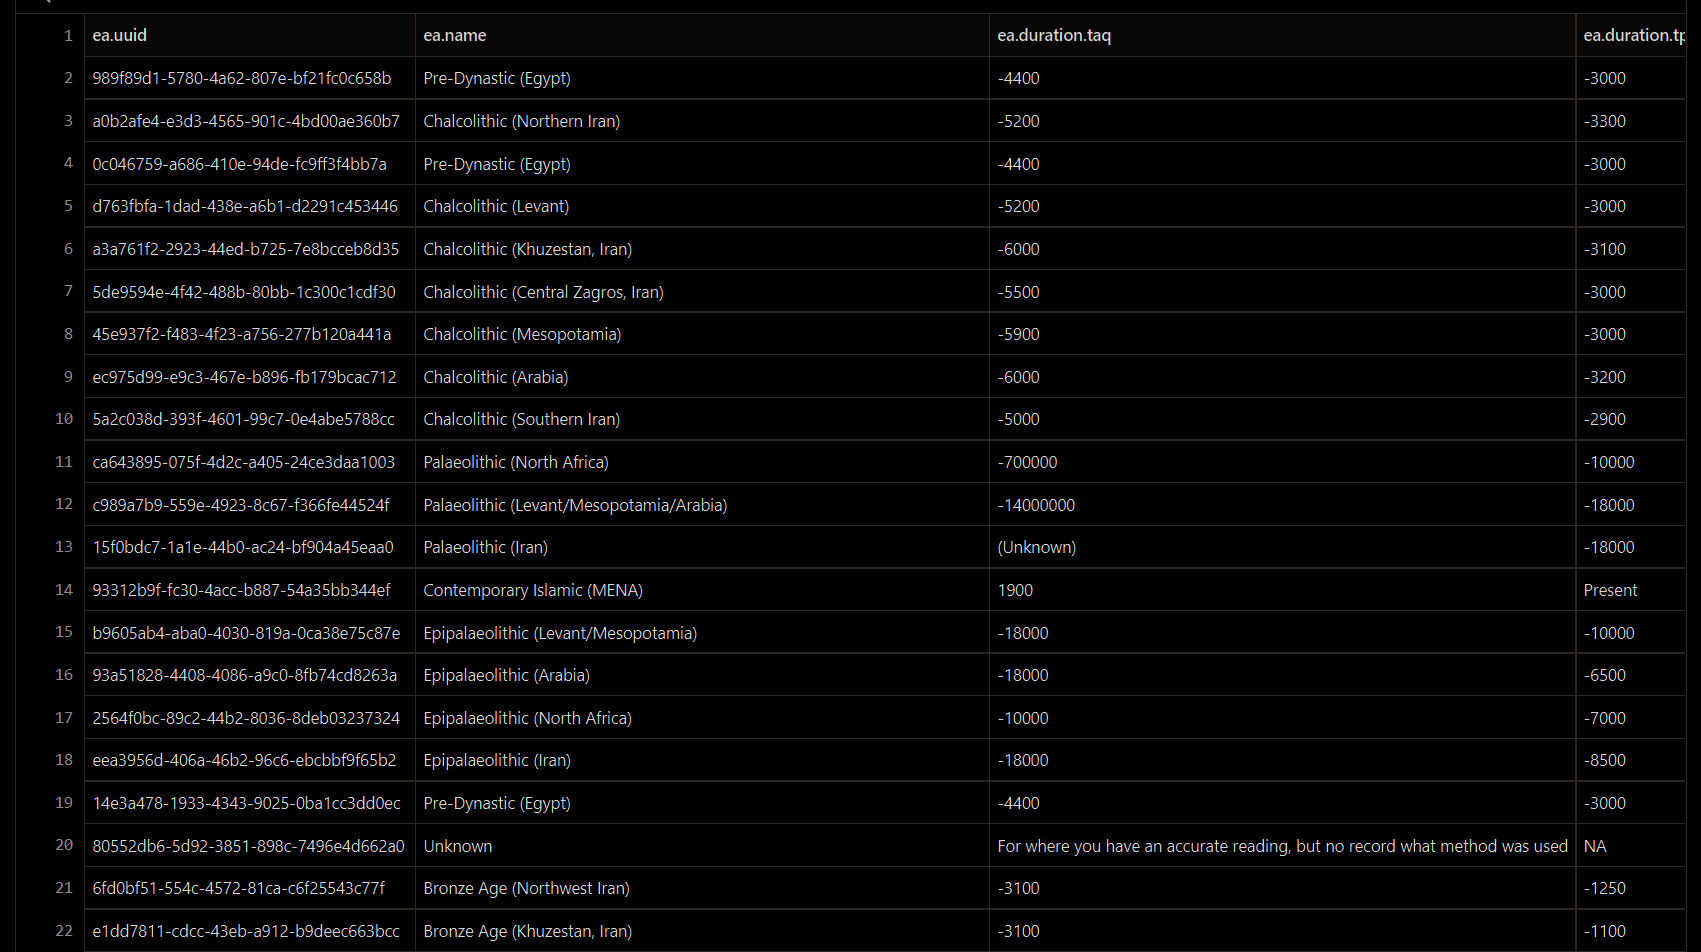 1 ea.uuid ea.name ea.duration.taq ea.duration.tp
2 989f89d1-5780-4a62-807e-bf21fc0c658b Pre-Dynastic (Egypt) -4400 -3000
3 a0b2afe4-e3d3-4565-901c-4bd00ae360b7 Chalcolithic (Northern Iran) -5200 -3300
4 0c046759-a686-410e-94de-fc9ff3f4bb7a Pre-Dynastic (Egypt) -4400 -3000
5 d763fbfa-1dad-438e-a6b1-d2291c453446 Chalcolithic (Levant) -5200 -3000
6 a3a761f2-2923-44ed-b725-7e8bcceb8d35 Chalcolithic (Khuzestan, Iran) -6000 -3100
7 5de9594e-4f42-488b-80bb-1c300c1cdf30 Chalcolithic (Central Zagros, Iran) -5500 -3000
8 45e937f2-f483-4f23-a756-277b120a441a Chalcolithic (Mesopotamia) -5900 -3000
9 ec975d99-e9c3-467e-b896-fb179bcac712 Chalcolithic (Arabia) -6000 -3200
10 5a2c038d-393f-4601-99c7-0e4abe5788cc Chalcolithic (Southern Iran) -5000 -2900
11 ca643895-075f-4d2c-a405-24ce3daa1003 Palaeolithic (North Africa) -700000 -10000
12 c989a7b9-559e-4923-8c67-f366fe44524f Palaeolithic (Levant/Mesopotamia/Arabia) -14000000 -18000
13 15f0bdc7-1a1e-44b0-ac24-bf904a45eaa0 Palaeolithic (Iran) (Unknown) -18000
14 93312b9f-fc30-4acc-b887-54a35bb344ef Contemporary Islamic (MENA) 1900 Present
15 b9605ab4-aba0-4030-819a-0ca38e75c87e Epipalaeolithic (Levant/Mesopotamia) -18000 -10000
16 93a51828-4408-4086-a9c0-8fb74cd8263a Epipalaeolithic (Arabia) -18000 -6500
17 2564f0bc-89c2-44b2-8036-8deb03237324 Epipalaeolithic (North Africa) -10000 -7000
18 eea3956d-406a-46b2-96c6-ebcbbf9f65b2 Epipalaeolithic (Iran) -18000 -8500
19 14e3a478-1933-4343-9025-0ba1cc3dd0ec Pre-Dynastic (Egypt) -4400 -3000
20 80552db6-5d92-3851-898c-7496e4d662a0 Unknown For where you have an accurate reading, but no record what method was used NA
21 6fd0bf51-554c-4572-81ca-c6f25543c77f Bronze Age (Northwest Iran) -3100 -1250
22 e1dd7811-cdcc-43eb-a912-b9deec663bcc Bronze Age (Khuzestan, Iran) -3100 -1100